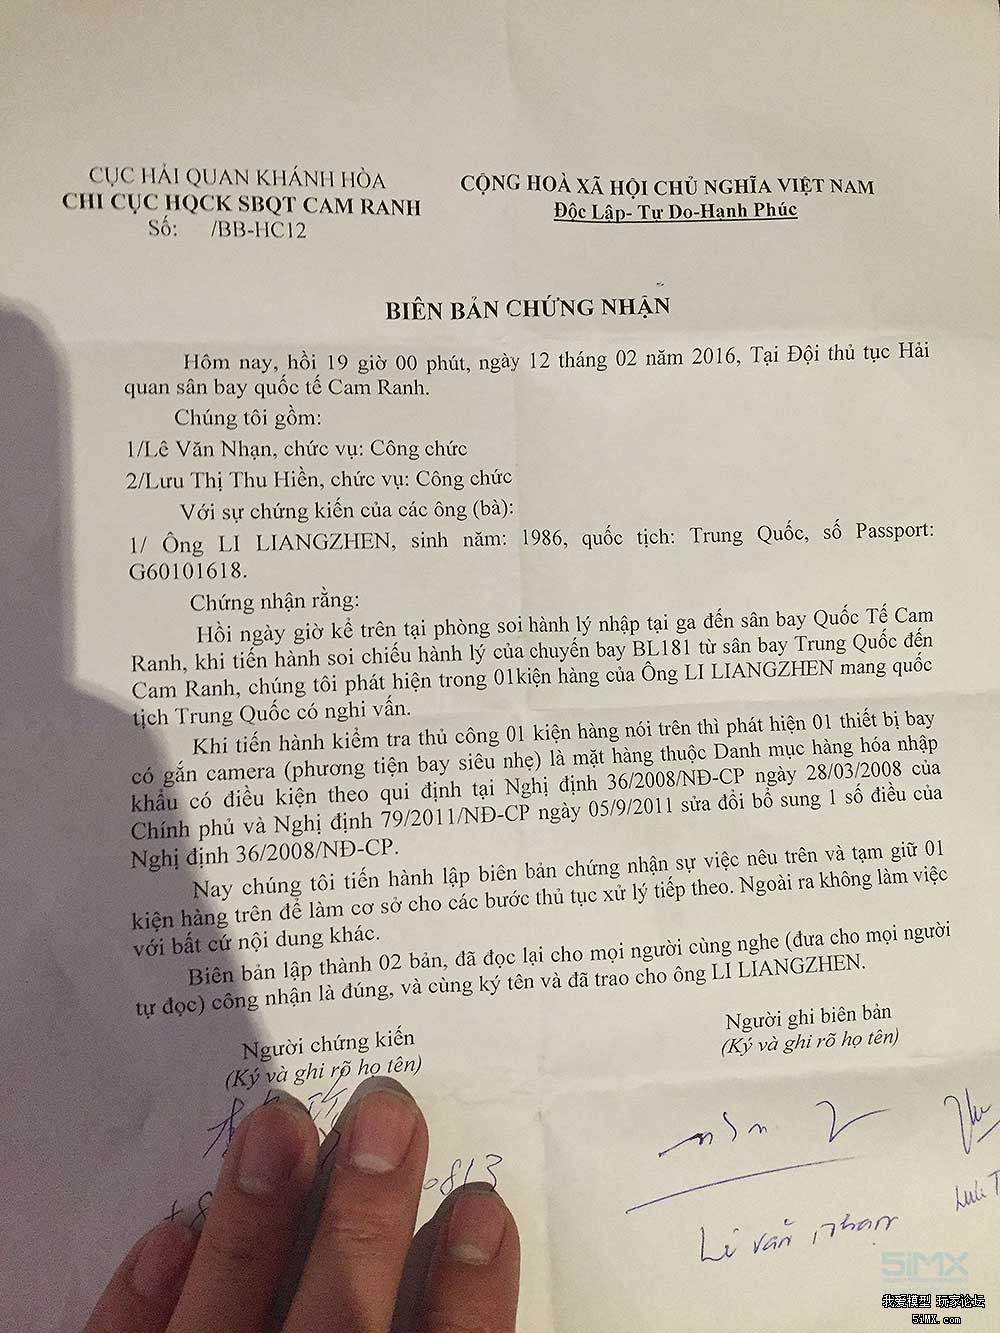 CỤC HẢI QUAN KHÁNH HÒA
CHI CỤC HQCK SBQT CAM RANH
Số: /BB-HC12
CỘNG HOÀ XÃ HỘI CHỦ NGHĨA VIỆT NAM
Độc Lập- Tự Do-Hạnh Phúc
BIÊN BẢN CHỨNG NHẬN
Hôm nay, hồi 19 giờ 00 phút, ngày 12 tháng 02 năm 2016, Tại Đội thủ tục Hải
quan sân bay quốc tế Cam Ranh.
Chúng tôi gồm:
1/Lê Văn Nhạn, chức vụ: Công chức
2/Lưu Thị Thu Hiền, chức vụ: Công chức
Với sự chứng kiến của các ông (bà):
1/ Ông LI LIANGZHEN, sinh năm: 1986, quốc tịch: Trung Quốc, số Passport:
G60101618.
Chứng nhận rằng:
Hồi ngày giờ kể trên tại phòng soi hành lý nhập tại ga đến sân bay Quốc Tế Cam
Ranh, khi tiến hành soi chiếu hành lý của chuyến bay BL181 từ sân bay Trung Quốc đến
Cam Ranh, chúng tôi phát hiện trong 01kiện hàng của Ông LI LIANGZHEN mang quốc
tịch Trung Quốc có nghi vấn.
Khi tiến hành kiểm tra thủ công 01 kiện hàng nói trên thì phát hiện 01 thiết bị bay
có gắn camera (phương tiện bay siêu nhẹ) là mặt hàng thuộc Danh mục hàng hóa nhập
khẩu có điều kiện theo qui định tại Nghị định 36/2008/NĐ-CP ngày 28/03/2008 của
Chính phủ và Nghị định 79/2011/NĐ-CP ngày 05/9/2011 sửa đổi bổ sung 1 số điều của
Nghị định 36/2008/NĐ-CP.
Nay chúng tôi tiến hành lập biên bản chứng nhận sự việc nêu trên và tạm giữ 01
kiện hàng trên để làm cơ sở cho các bước thủ tục xử lý tiếp theo. Ngoài ra không làm việc
với bất cứ nội dung khác.
Biên bản lập thành 02 bản, đã đọc lại cho mọi người cùng nghe (đưa cho mọi người
tự đọc) công nhận là đúng, và cùng ký tên và đã trao cho ông LI LIANGZHEN.
Người chứng kiến
(Ký và ghi rõ họ tên)
Người ghi biên bản
(Ký và ghi rõ họ tên)
0813
Lê Văn Nhạn
5iMX
我爱模型 玩家论坛
5iMX.com